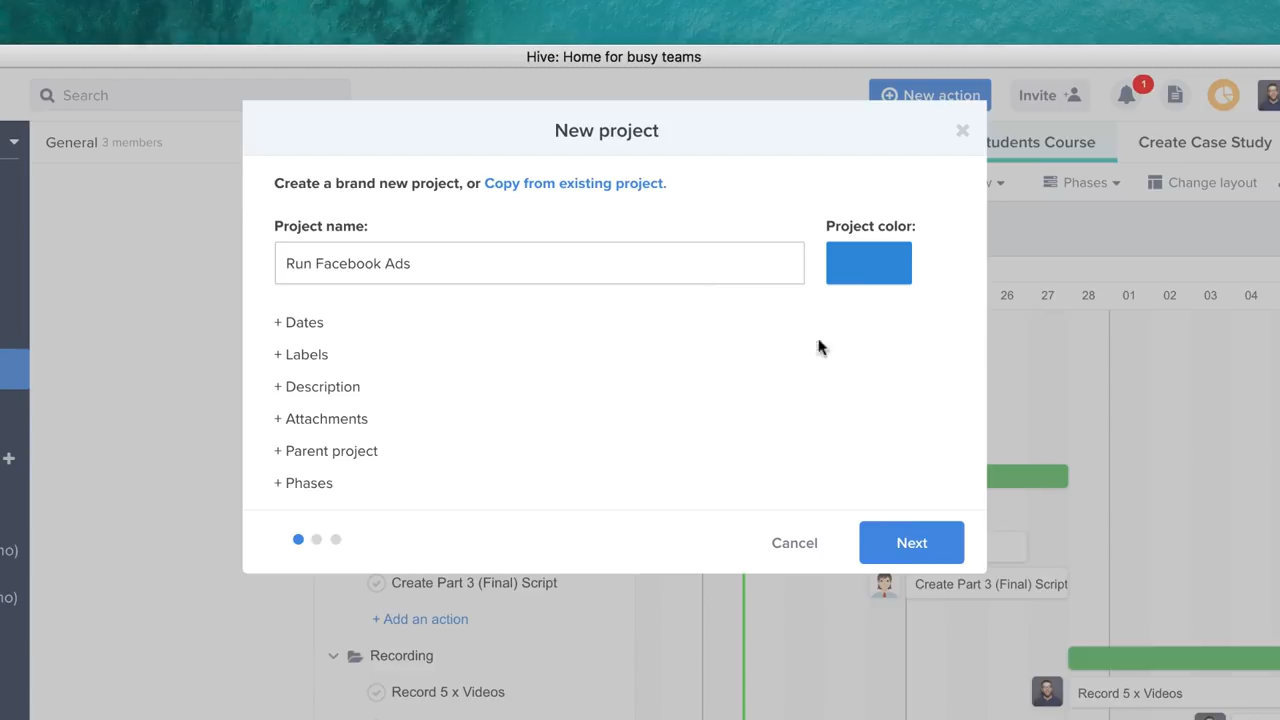 Hive: Home for busy teams
Search
New action
Invite
1
General 3 members
tudents Course
Create Case Study
Phases
Change layout
New project
Create a brand new project, or Copy from existing project.
Project name:
Project color:
Run Facebook Ads
26 27 28 01 02 03 04
+ Dates
+ Labels
+ Description
+ Attachments
+ Parent project
+ Phases
Cancel
Next
no)
no)
Create Part 3 (Final) Script
Create Part 3 (Final) Script
+ Add an action
Recording
Record 5 x Videos
Record 5 x Videos